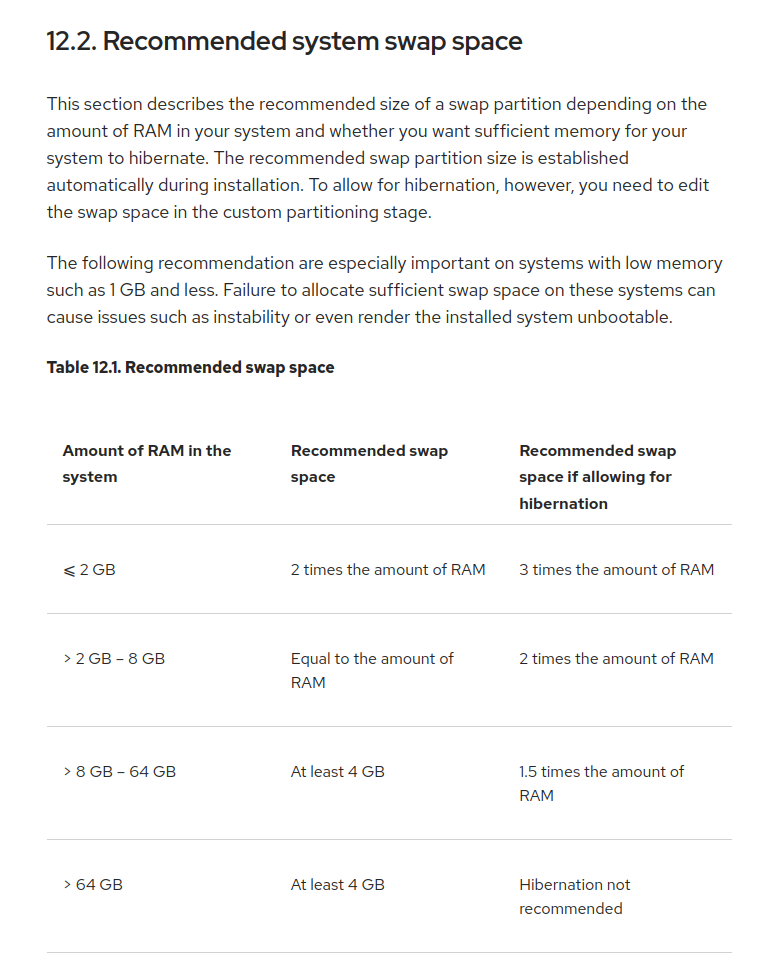 12.2. Recommended system swap space
This section describes the recommended size of a swap partition depending on the
amount of RAM in your system and whether you want sufficient memory for your
system to hibernate. The recommended swap partition size is established
automatically during installation. To allow for hibernation, however, you need to edit
the swap space in the custom partitioning stage.
The following recommendation are especially important on systems with low memory
such as 1 GB and less. Failure to allocate sufficient swap space on these systems can
cause issues such as instability or even render the installed system unbootable.
Table 12.1. Recommended swap space
Amount of RAM in the
system
Recommended swap
space
Recommended swap
space if allowing for
hibernation
⩽ 2 GB
2 times the amount of RAM
3 times the amount of RAM
> 2 GB – 8 GB
Equal to the amount of
RAM
2 times the amount of RAM
> 8 GB – 64 GB
At least 4 GB
1.5 times the amount of
RAM
> 64 GB
At least 4 GB
Hibernation not
recommended